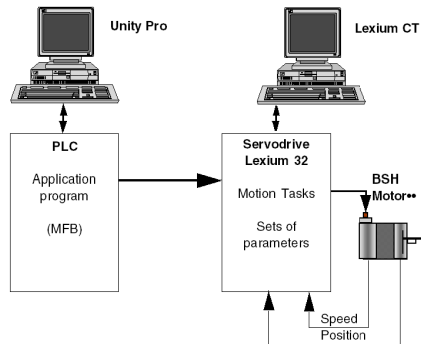 Unity Pro
Lexium CT
PLC
Application
program
(MFB)
Servodrive
Lexium 32
Motion Tasks
Sets of
parameters
BSH
Motor••
Speed
Position